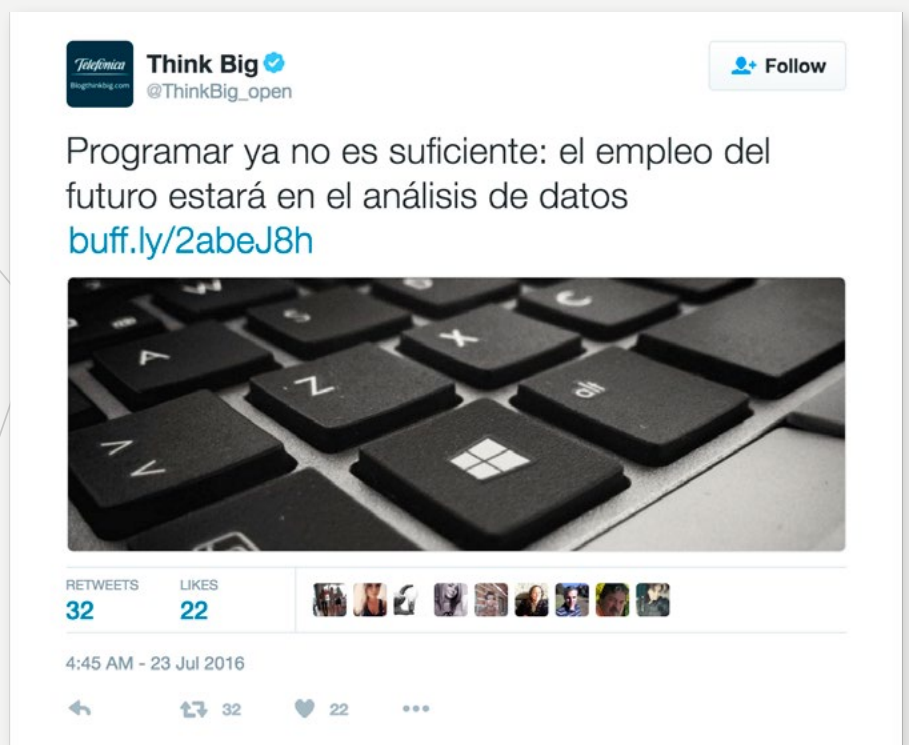 Telefónica
Blogthinkbig.com
Think Big
@ThinkBig_open
Follow
Programar ya no es suficiente: el empleo del
futuro estará en el análisis de datos
buff.ly/2abeJ8h
W
S
C
A
X
Z
alt
RETWEETS
LIKES
32
22
4:45 AM - 23 Jul 2016
32
22